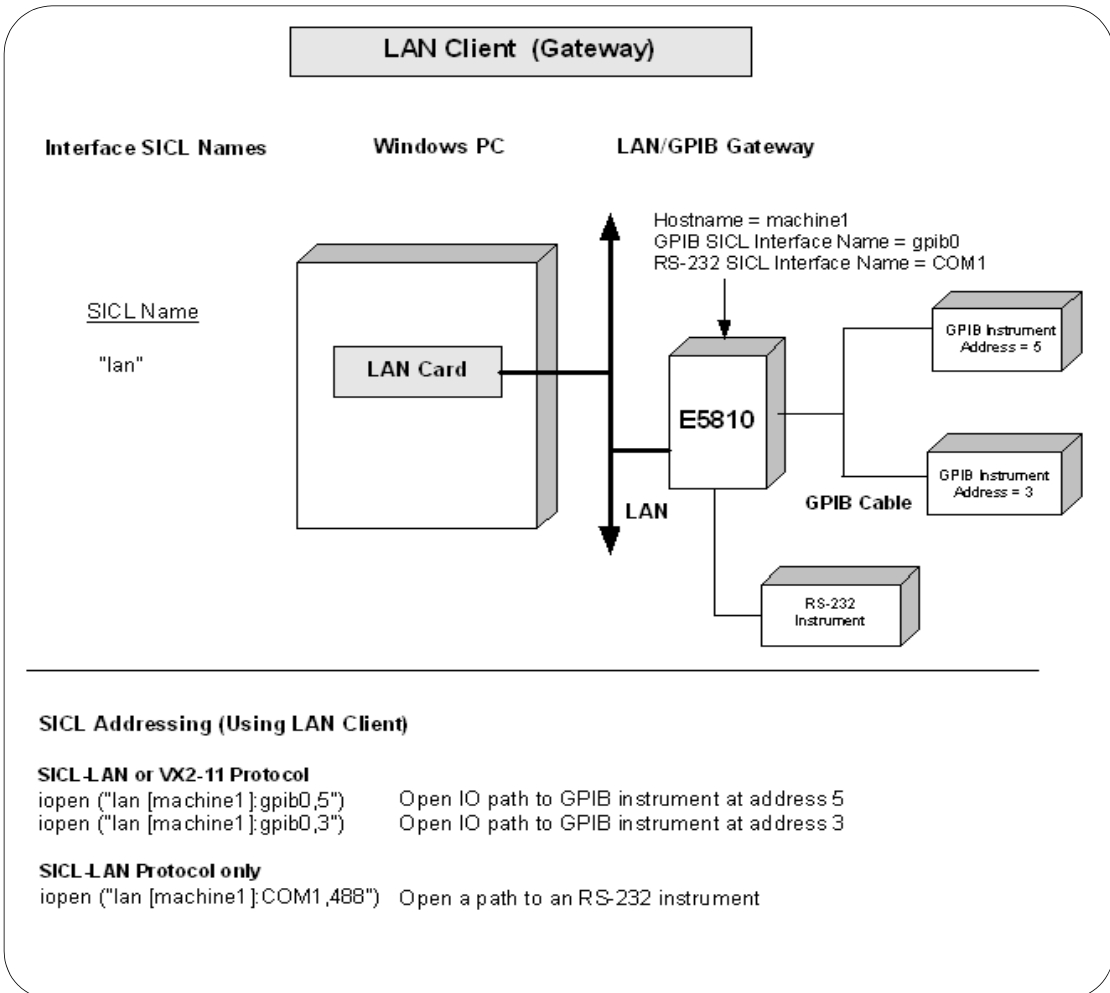 LAN Client (Gateway)
Interface SICL Names
Windows PC
LAN/GPIB Gateway
Hostname = machine1
GPIB SICL Interface Name = gpib0
RS-232 SICL Interface Name = COM1
SICL Name
"lan"
LAN Card
E5810
GPIB Instrument
Address = 5
GPIB Instrument
Address = 3
GPIB Cable
LAN
RS-232
Instrument
SICL Addressing (Using LAN Client)
SICL-LAN or VX2-11 Protocol
iopen ("lan [machine1]:gpib0,5") Open IO path to GPIB instrument at address 5
iopen ("lan [machine1]:gpib0,3") Open IO path to GPIB instrument at address 3
SICL-LAN Protocol only
iopen ("lan [machine1]:COM1,488") Open a path to an RS-232 instrument